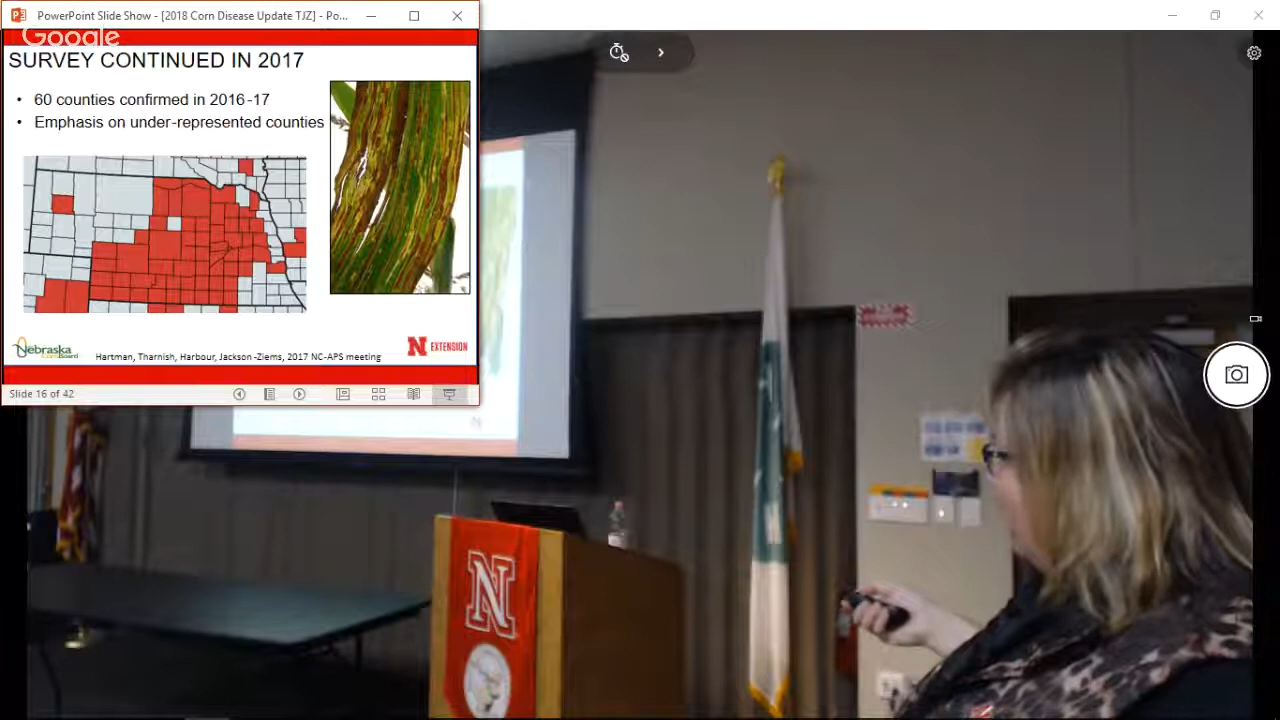 PowerPoint Slide Show - [2018 Corn Disease Update TJZ] - Po...
Google
SURVEY CONTINUED IN 2017
• 60 counties confirmed in 2016-17
• Emphasis on under-represented counties
Nebraska
Hartman, Tharnish, Harbour, Jackson-Ziems, 2017 NC-APS meeting
N EXTENSION
Slide 16 of 42
N